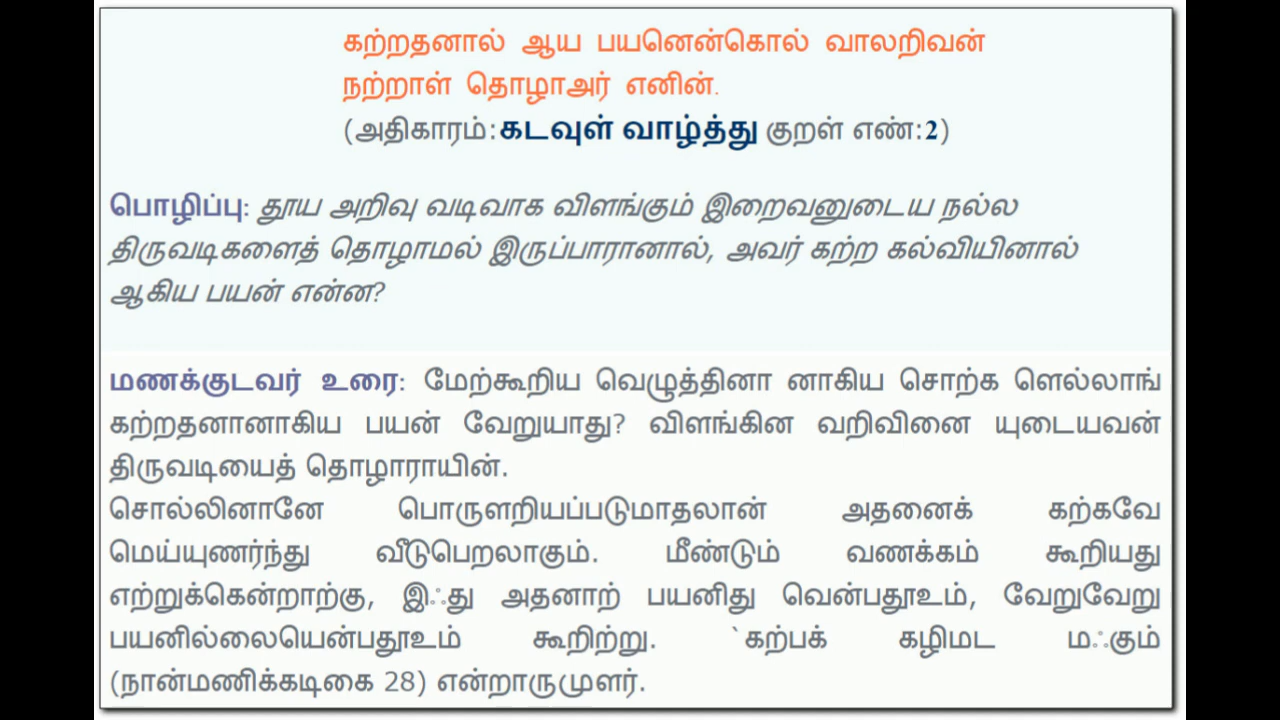 கற்றதனால் ஆய பயனென்கொல் வாலறிவன்
நற்றாள் தொழாஅர் எனின்.
(அதிகாரம்:கடவுள் வாழ்த்து குறள் எண்:2)
பொழிப்பு: தூய அறிவு வடிவாக விளங்கும் இறைவனுடைய நல்ல
திருவடிகளைத் தொழாமல் இருப்பாரானால், அவர் கற்ற கல்வியினால்
ஆகிய பயன் என்ன?
மணக்குடவர் உரை: மேற்கூறிய வெழுத்தினா னாகிய சொற்க ளெல்லாங்
கற்றதனானாகிய பயன் வேறுயாது? விளங்கின வறிவினை யுடையவன்
திருவடியைத் தொழாராயின்.
சொல்லினானே பொருளறியப்படுமாதலான் அதனைக் கற்கவே
மெய்யுணர்ந்து வீடுபெறலாகும். மீண்டும் வணக்கம் கூறியது
எற்றுக்கென்றாற்கு, இஃது அதனாற் பயனிது வென்பதூஉம், வேறுவேறு
பயனில்லையென்பதூஉம் கூறிற்று. `கற்பக் கழிமட மஃகும்
(நான்மணிக்கடிகை 28) என்றாருமுளர்.